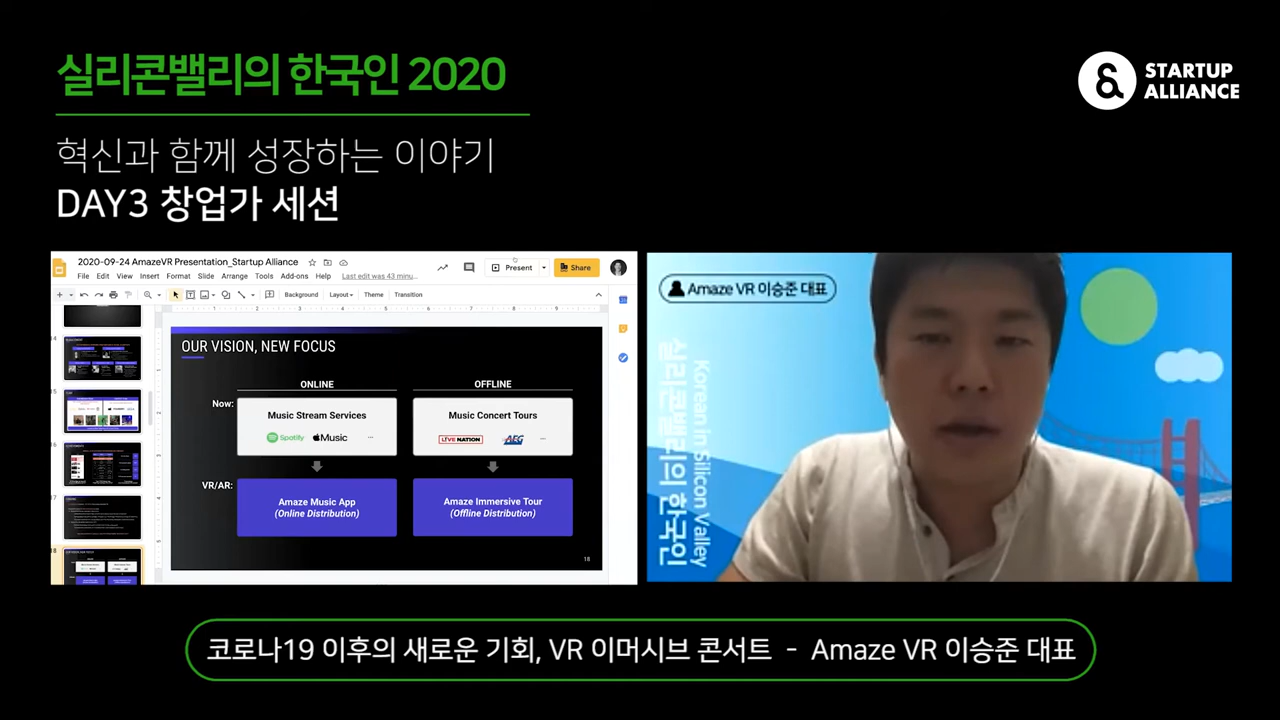 실리콘밸리의 한국인 2020
STARTUP
ALLIANCE
혁신과 함께 성장하는 이야기
DAY3 창업가 세션
2020-09-24 AmazeVR Presentation_Startup Alliance
File Edit View Insert Format Slide Arrange Tools Add-ons Help Last edit was 43 minu...
Present
Share
Background Layout Theme Transition
OUR VISION, NEW FOCUS
ONLINE OFFLINE
Now:
Music Stream Services
Spotify Music ...
Music Concert Tours
LIVE NATION AEG ...
VR/AR:
Amaze Music App
(Online Distribution)
Amaze Immersive Tour
(Offline Distribution)
18
Amaze VR 이승준 대표
실리콘밸리의 한국인
Korean in Silicon Valley
코로나19 이후의 새로운 기회, VR 이머시브 콘서트 - Amaze VR 이승준 대표